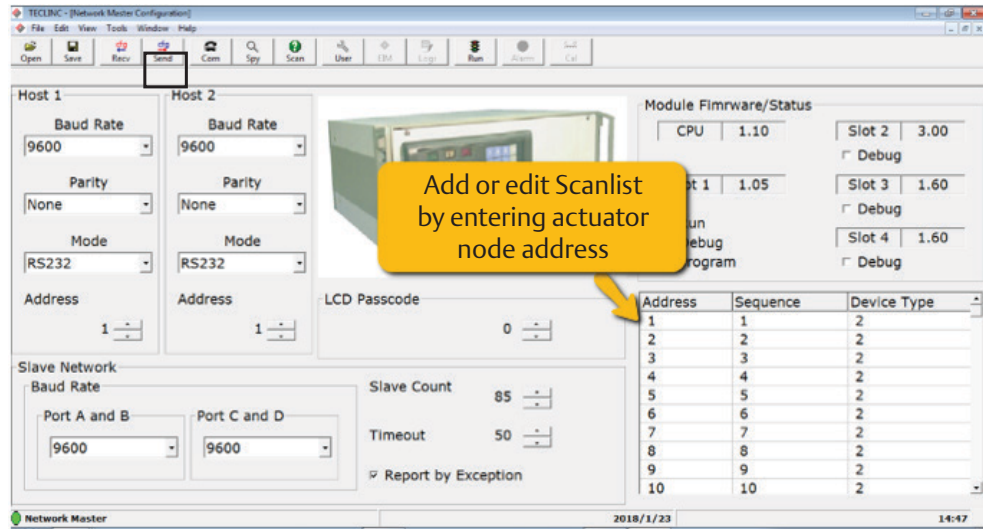 TECLINC - [Network Master Configuration]
File Edit View Tools Window Help
Open Save Recv Send Com Spy Scan User Logs Run Alarm Cal
Host 1 Host 2
Baud Rate Baud Rate
9600 9600
Parity Parity
None None
Mode Mode
RS232 RS232
Address Address
1 1
LCD Passcode
0
Module Fimrware/Status
CPU 1.10 Slot 2 3.00
Debug
1.05 Slot 3 1.60
Debug
Slot 4 1.60
Debug
Add or edit Scanlist
by entering actuator
node address
Slave Network
Baud Rate
Port A and B Port C and D
9600 9600
Slave Count 85
Timeout 50
Report by Exception
Address Sequence Device Type
1 1 2
2 2 2
3 3 2
4 4 2
5 5 2
6 6 2
7 7 2
8 8 2
9 9 2
10 10 2
Network Master 2018/1/23 14:47